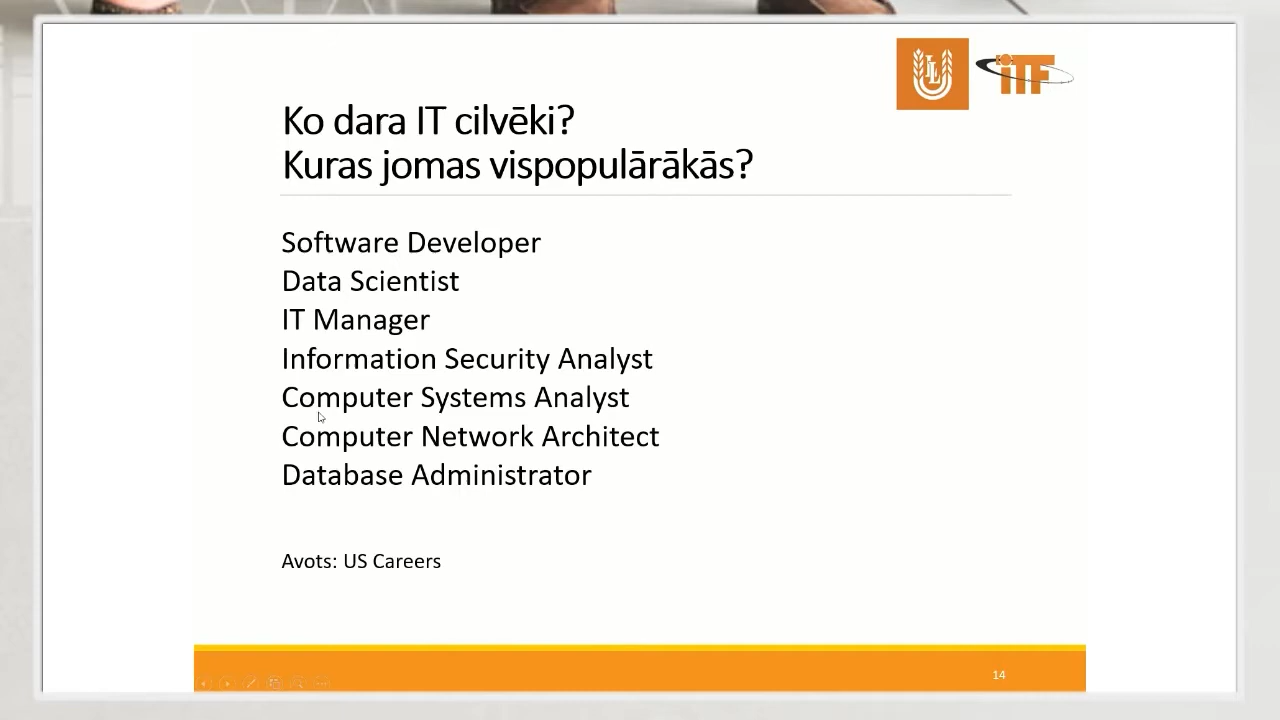 iTF
Ko dara IT cilvēki?
Kuras jomas vispopulārākās?
Software Developer
Data Scientist
IT Manager
Information Security Analyst
Computer Systems Analyst
Computer Network Architect
Database Administrator
Avots: US Careers
14